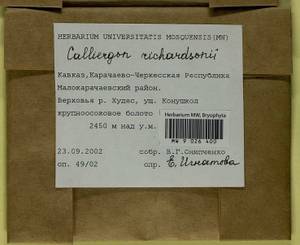 HERBARIUM UNIVERSITATIS MOSQUENSIS(MW)
Calliergon richardsonii
Кавказ, Карачаево-Черкесская Республика
Малокарачаевский район.
Верховья р. Худес, ущ. Конушкол
крупноосоковое болото
2450 м над у.м.
Herbarium MW, Bryophyta
MW 9 026 400
23.09.2002 собр. В.Г.Онипченко
оп. 49/02 опр. Е. Игнатова